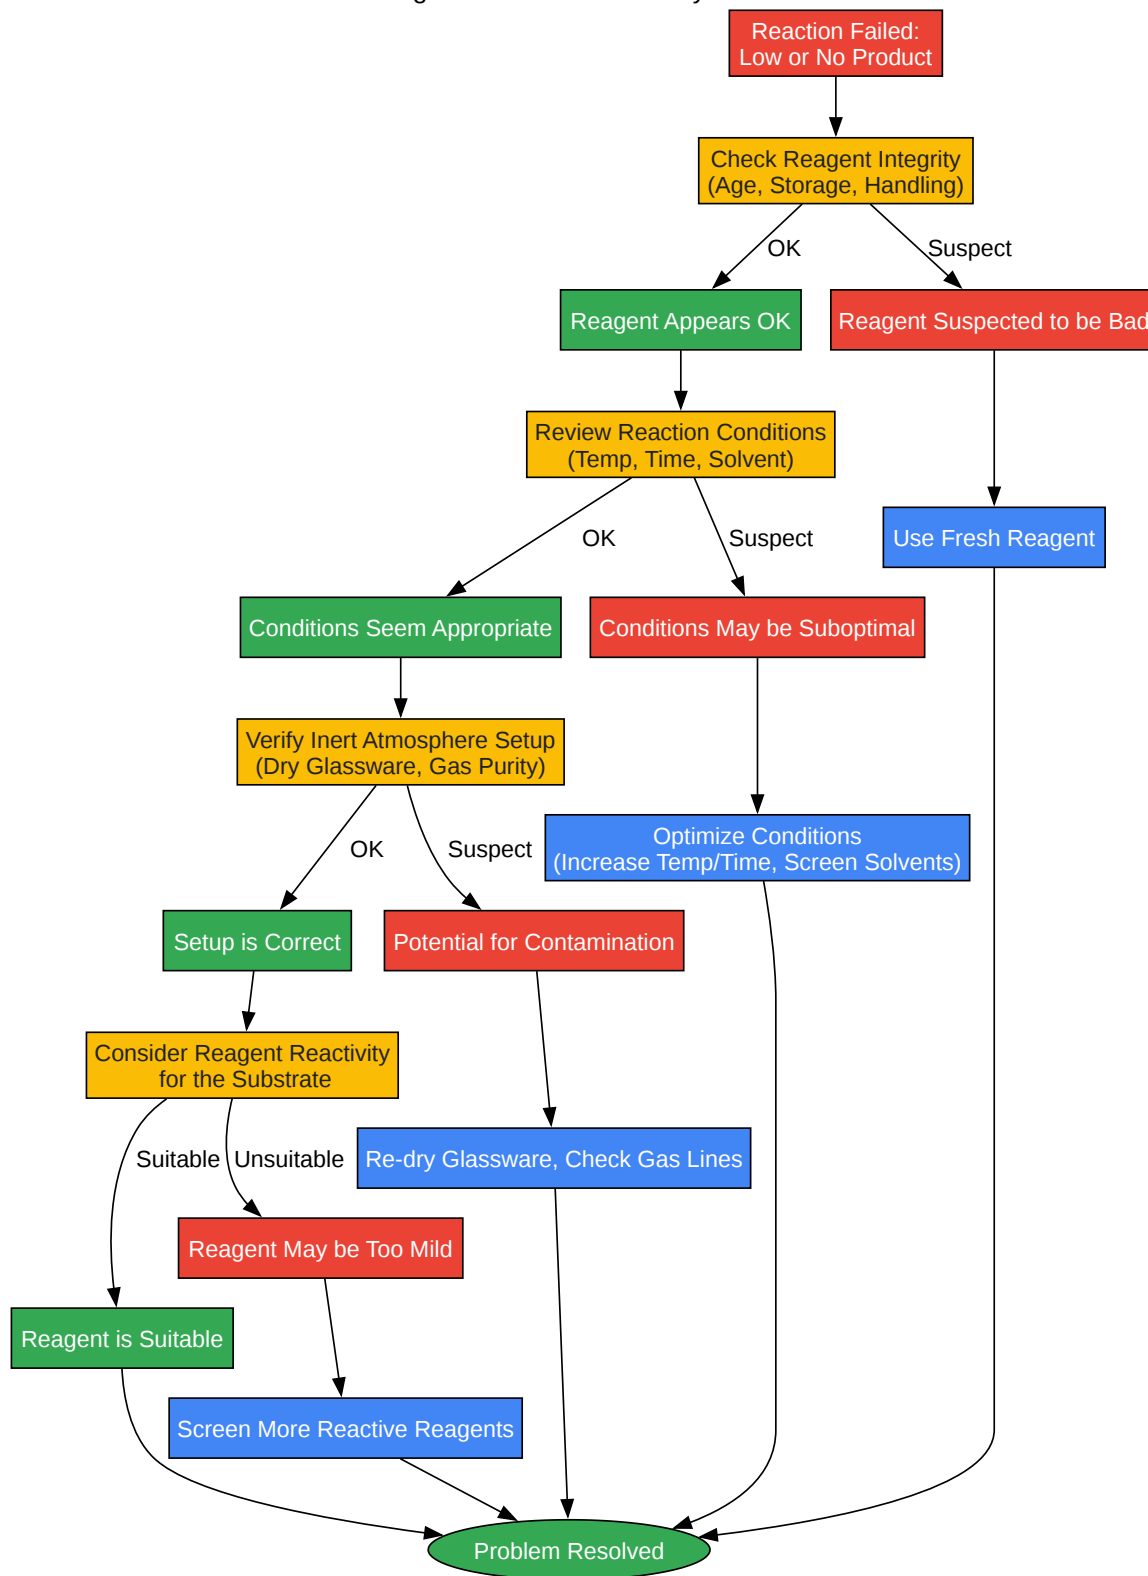 Reaction Failed:
Low or No Product
Check Reagent Integrity
(Age, Storage, Handling)
OK
Suspect
Reagent Appears OK
Reagent Suspected to be Bad
Review Reaction Conditions
(Temp, Time, Solvent)
OK
Suspect
Use Fresh Reagent
Conditions Seem Appropriate
Conditions May be Suboptimal
Verify Inert Atmosphere Setup
(Dry Glassware, Gas Purity)
OK
Suspect
Optimize Conditions
(Increase Temp/Time, Screen Solvents)
Setup is Correct
Potential for Contamination
Consider Reagent Reactivity
for the Substrate
Suitable
Unsuitable
Re-dry Glassware, Check Gas Lines
Reagent May be Too Mild
Reagent is Suitable
Screen More Reactive Reagents
Problem Resolved